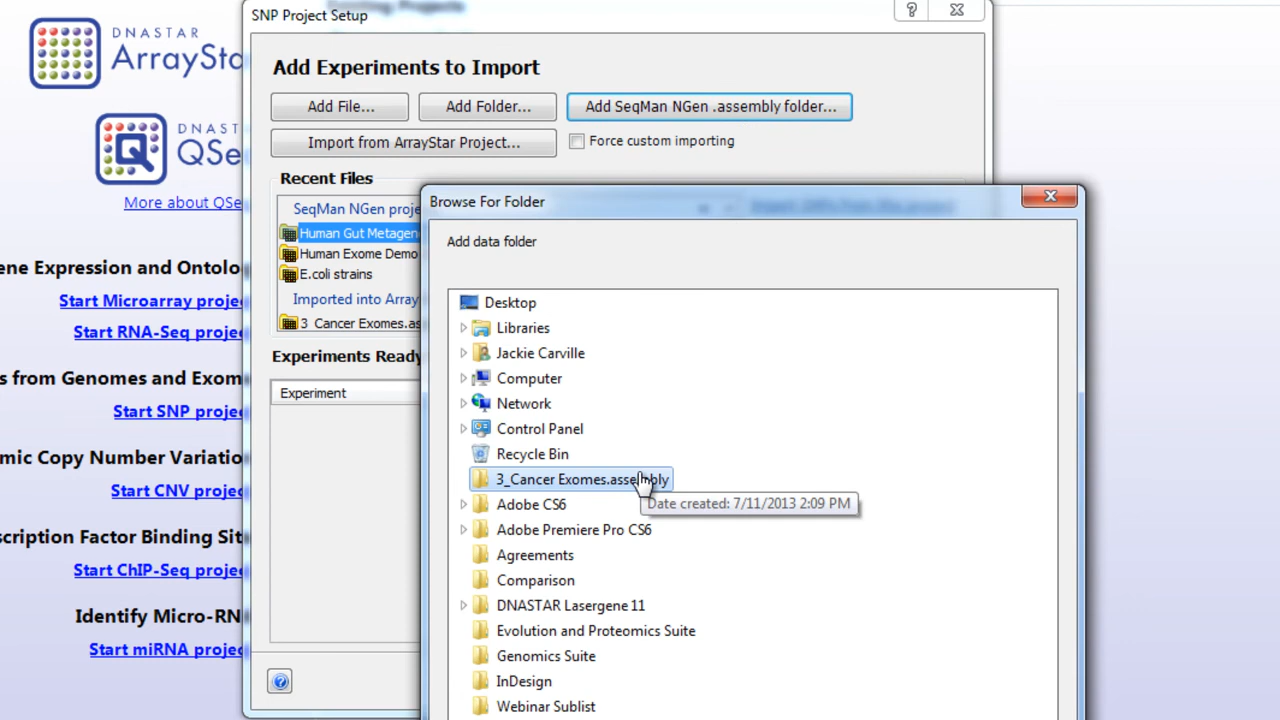 Existing Projects
SNP Project Setup
DNASTAR
ArraySta
Add Experiments to Import
Add File...
Add Folder...
Add SeqMan NGen .assembly folder...
Import from ArrayStar Project...
Force custom importing
DNAST
QSe
More about QSe
Recent Files
SeqMan NGen proje
Human Gut Metagen
Human Exome Demo
E.coli strains
Imported into Array
3_Cancer Exomes.as
Experiments Ready
Experiment
ene Expression and Ontolo
Start Microarray projec
Start RNA-Seq projec
s from Genomes and Exom
Start SNP projec
mic Copy Number Variatio
Start CNV projec
scription Factor Binding Sit
Start ChIP-Seq projec
Identify Micro-RN
Start miRNA projec
Browse For Folder
Add data folder
Desktop
Libraries
Jackie Carville
Computer
Network
Control Panel
Recycle Bin
3_Cancer Exomes.assembly
Date created: 7/11/2013 2:09 PM
Adobe CS6
Adobe Premiere Pro CS6
Agreements
Comparison
DNASTAR Lasergene 11
Evolution and Proteomics Suite
Genomics Suite
InDesign
Webinar Sublist